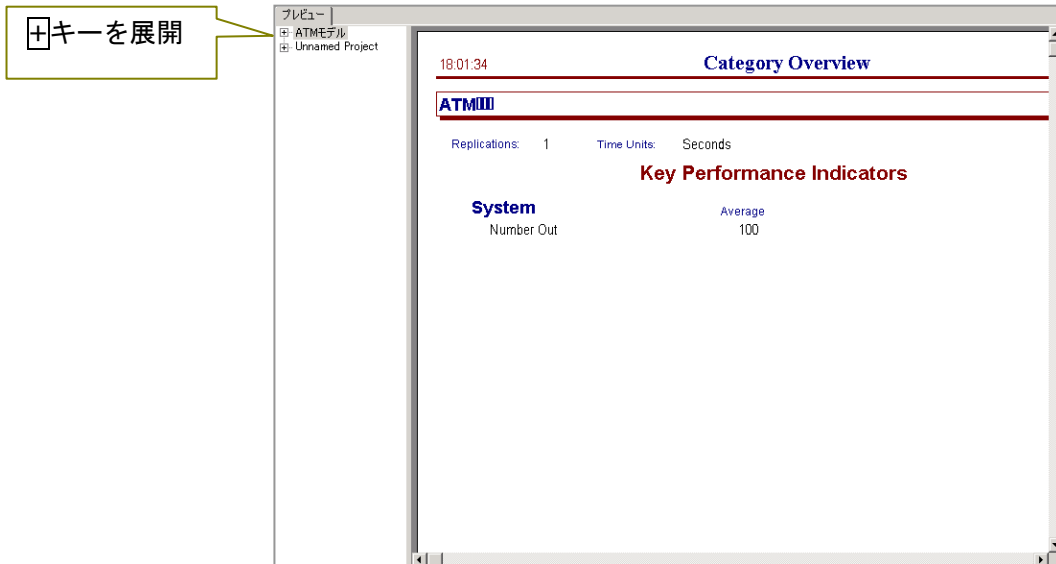 +キーを展開
プレビュー
ATMモデル
Unnamed Project
18:01:34 Category Overview
ATM
Replications: 1 Time Units: Seconds
Key Performance Indicators
System Average
Number Out 100